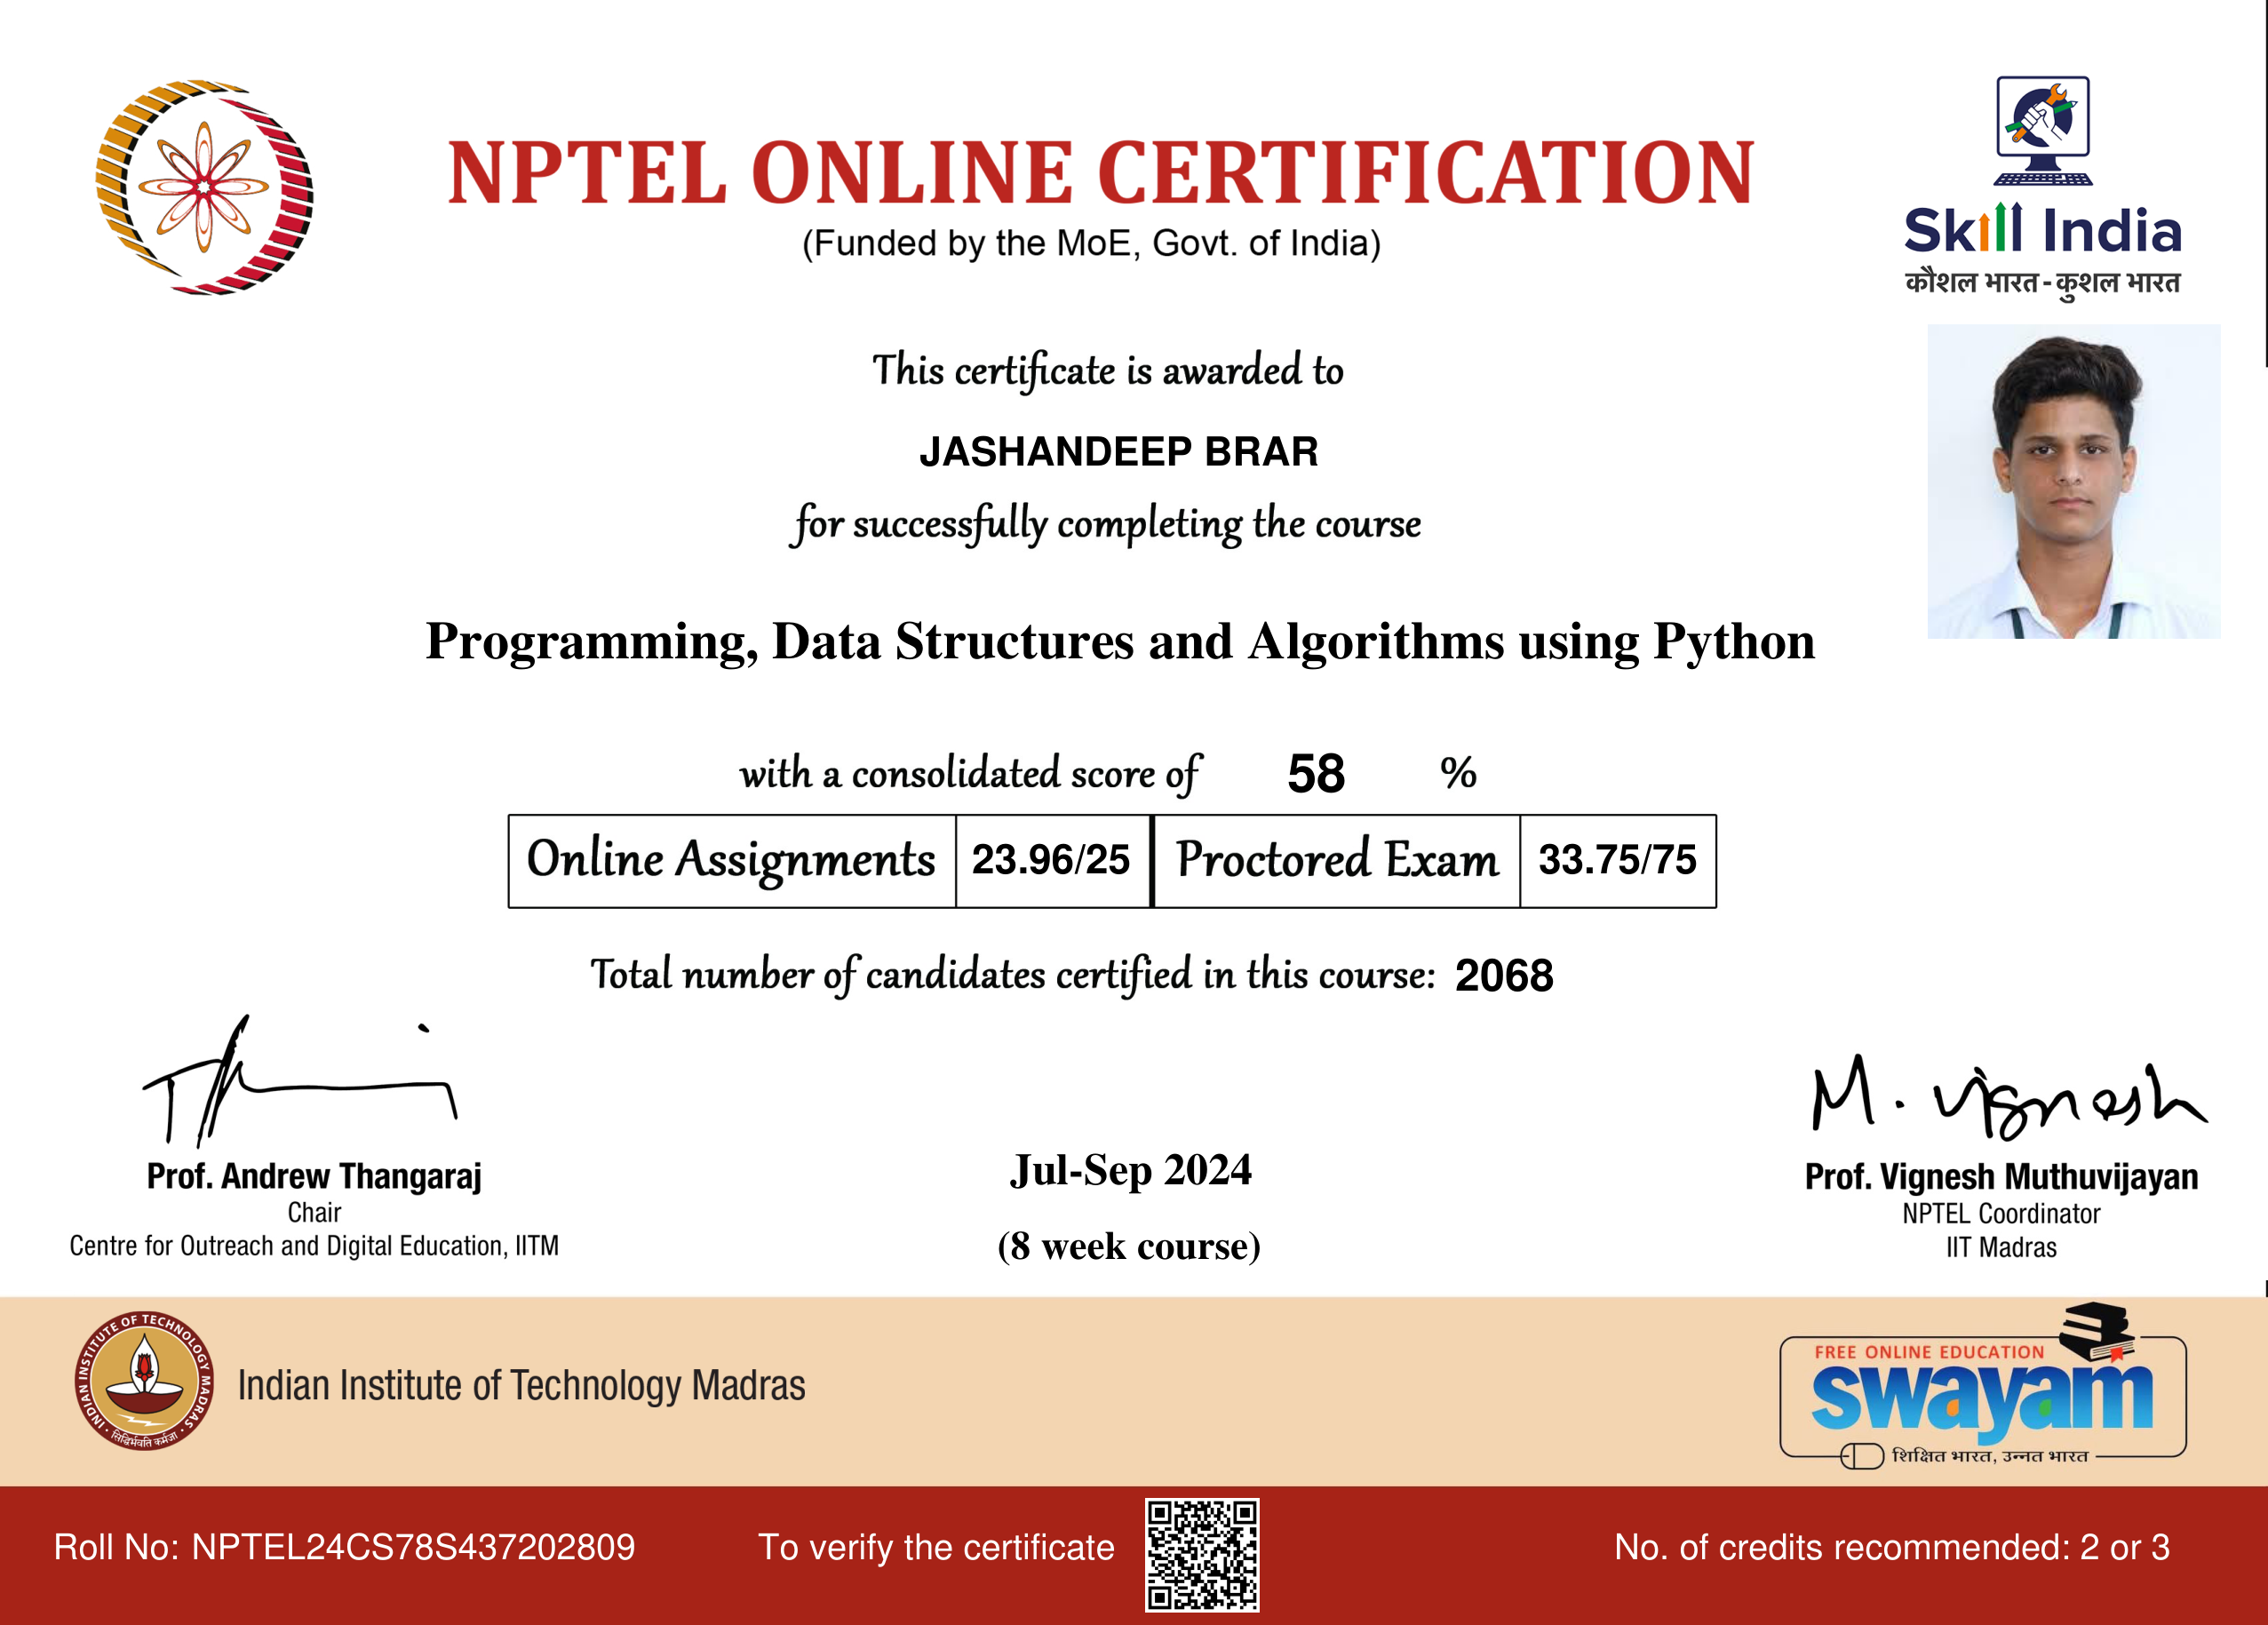 NPTEL ONLINE CERTIFICATION
(Funded by the MoE, Govt. of India)
Skill India
कौशल भारत - कुशल भारत
This certificate is awarded to
JASHANDEEP BRAR
for successfully completing the course
Programming, Data Structures and Algorithms using Python
with a consolidated score of 58 %
Online Assignments 23.96/25 Proctored Exam 33.75/75
Total number of candidates certified in this course: 2068
M. Vignesh
Prof. Andrew Thangaraj
Chair
Centre for Outreach and Digital Education, IITM
Jul-Sep 2024
(8 week course)
Prof. Vignesh Muthuvijayan
NPTEL Coordinator
IIT Madras
INDIAN INSTITUTE OF TECHNOLOGY MADRAS
सिद्धिर्भवति कर्मजा
Indian Institute of Technology Madras
FREE ONLINE EDUCATION
swayam
शिक्षित भारत, उन्नत भारत
Roll No: NPTEL24CS78S437202809
To verify the certificate
No. of credits recommended: 2 or 3